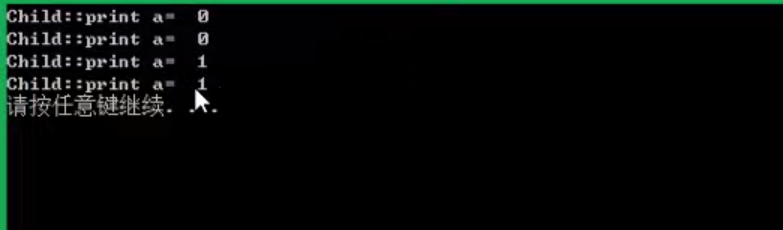 Child::print a=  0
Child::print a=  0
Child::print a=  1
Child::print a=  1
请按任意键继续. . .